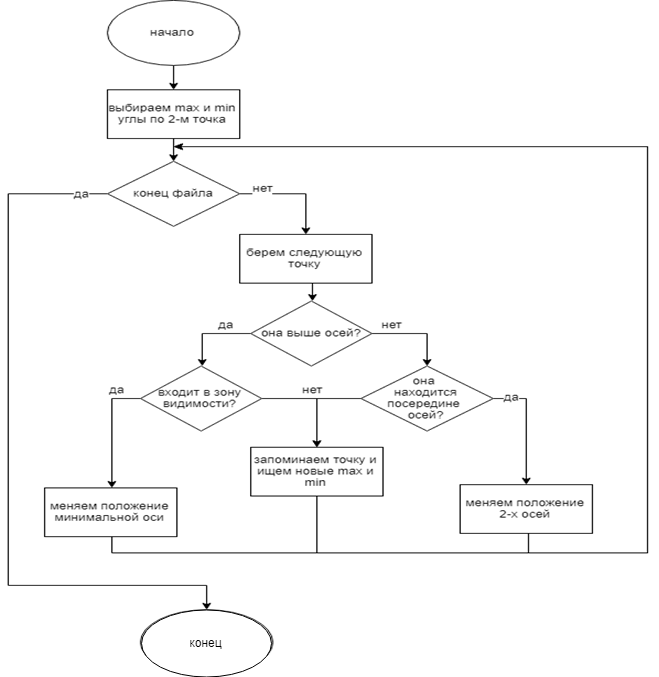 начало
выбираем max и min
углы по 2-м точка
конец файла
да
нет
берем следующую
точку
она выше осей?
да
нет
входит в зону
видимости?
да
нет
она
находится
посередине
осей?
да
запоминаем точку и
ищем новые max и
min
меняем положение
минимальной оси
меняем положение
2-х осей
конец